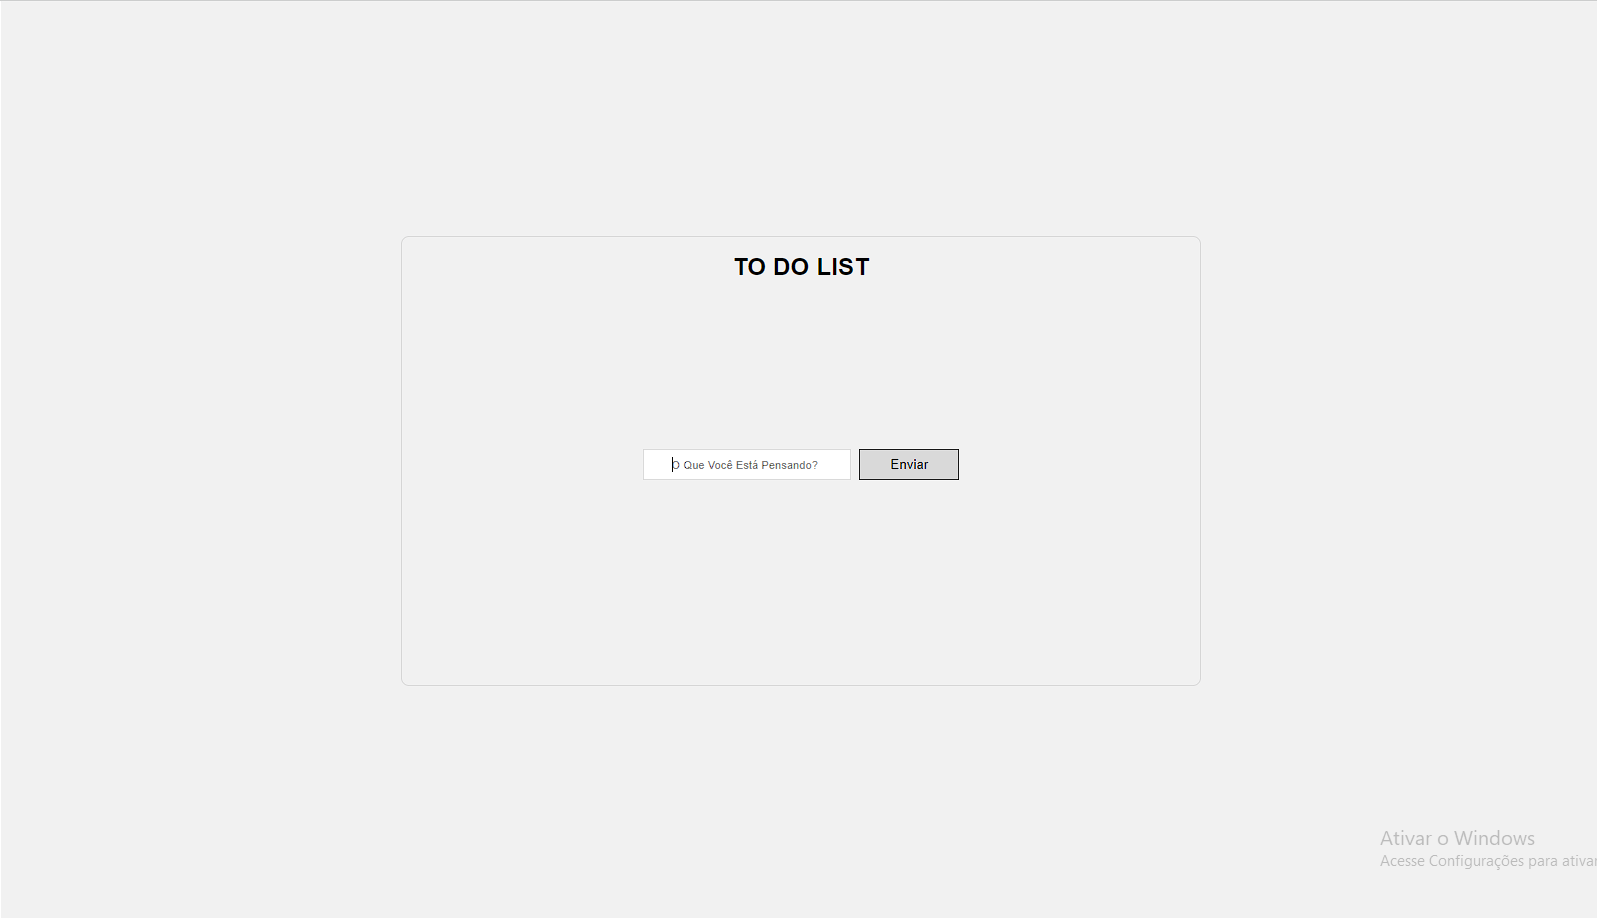 TO DO LIST
O Que Você Está Pensando?
Enviar
Ativar o Windows
Acesse Configurações para ativar